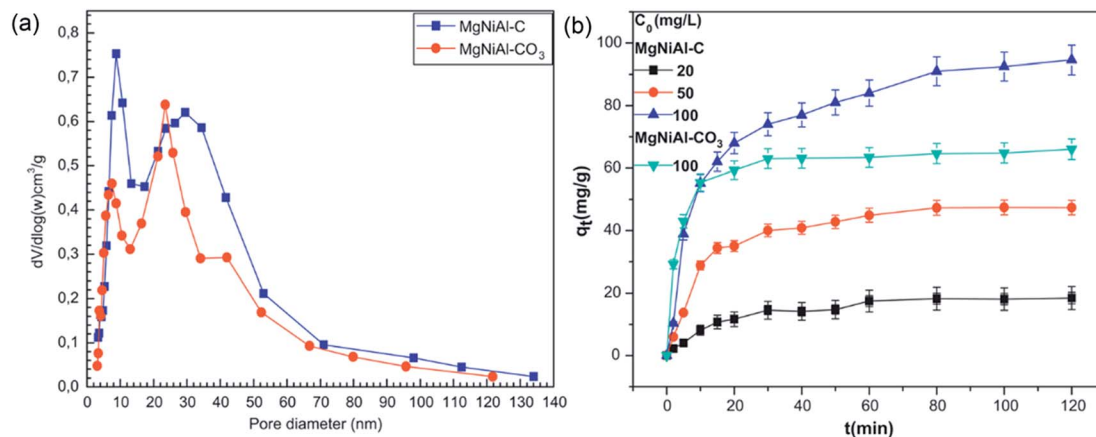 (a)
MgNiAl-C
MgNiAl-CO₃
dV/dlog(w)cm³/g
0,8
0,7
0,6
0,5
0,4
0,3
0,2
0,1
0,0
0 10 20 30 40 50 60 70 80 90 100 110 120 130 140
Pore diameter (nm)
(b)
C₀ (mg/L)
MgNiAl-C
20
50
100
MgNiAl-CO₃
100
qₜ(mg/g)
100
80
60
40
20
0
0 20 40 60 80 100 120
t(min)